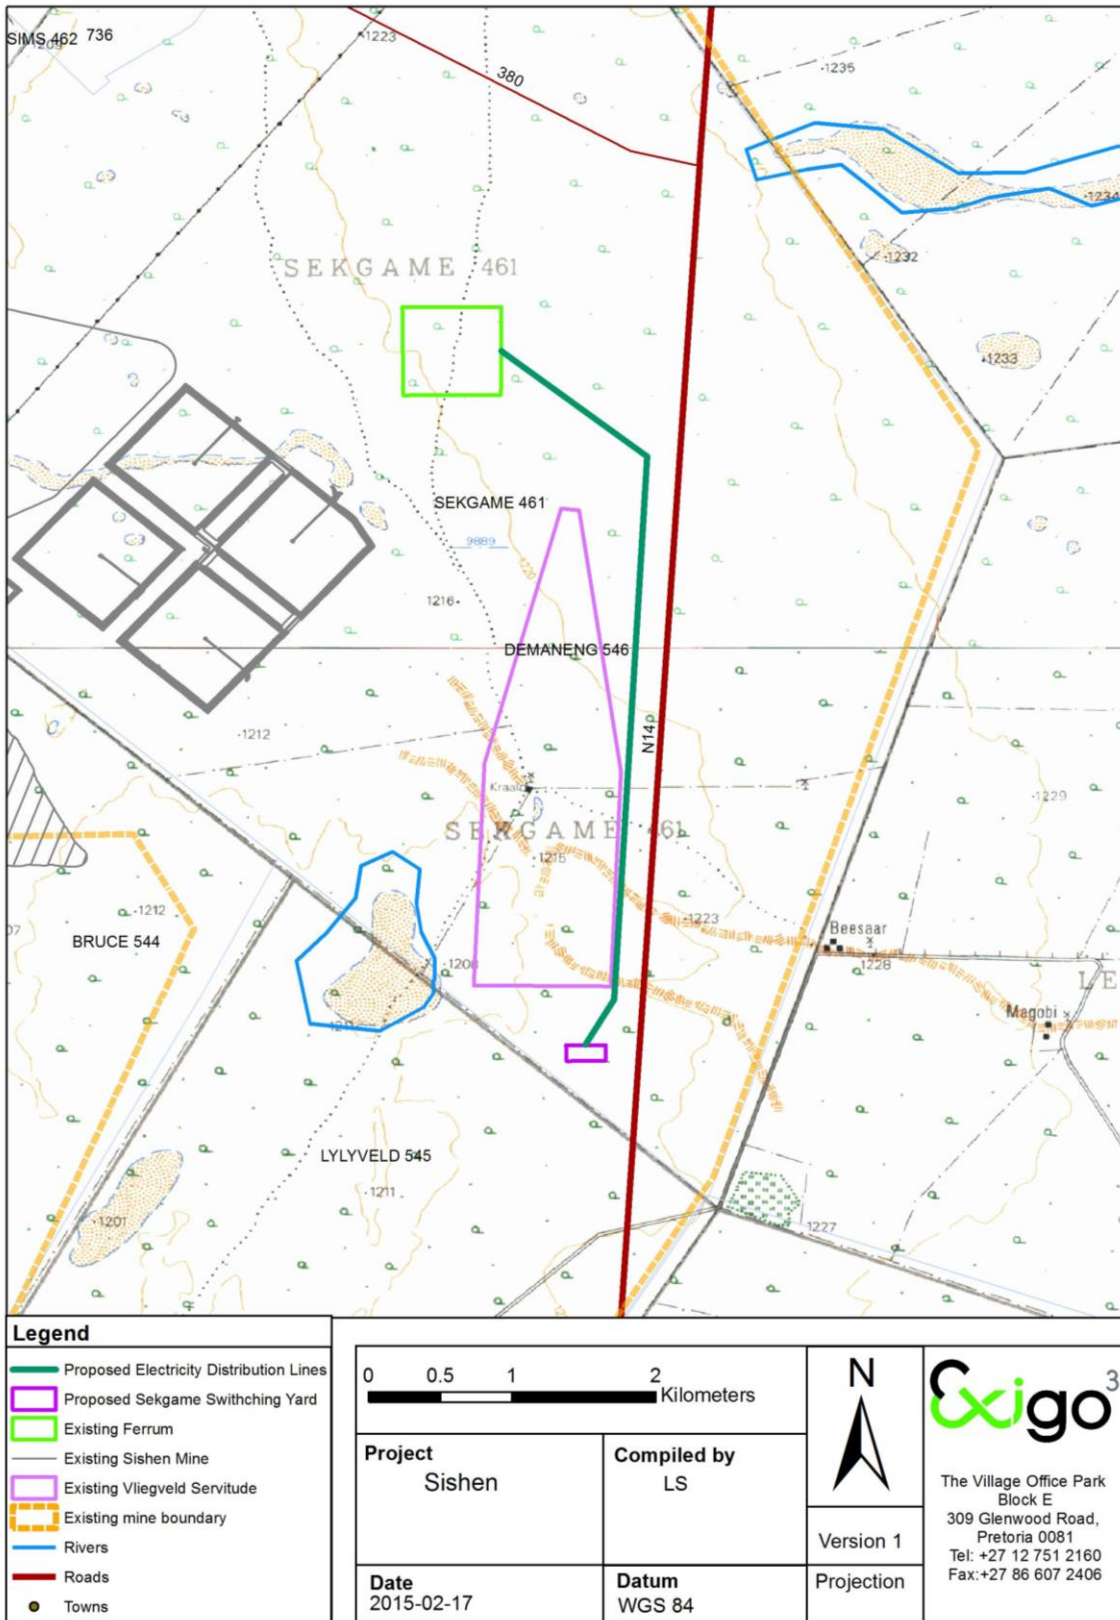 SIMS 462 736
1223
380
1235
1234
1232
SEKGAME 461
1233
SEKGAME 461
9889
1220
1216
DEMANENG 546
1212
N14
Kraal
1229
SEKGAME 461
1215
1212
1223
BRUCE 544
Beesaar
1228
LE
Magobi
LYLYVELD 545
1211
1201
1227
Legend
Proposed Electricity Distribution Lines
Proposed Sekgame Swithching Yard
Existing Ferrum
Existing Sishen Mine
Existing Vliegveld Servitude
Existing mine boundary
Rivers
Roads
Towns
0 0.5 1 2
Kilometers
Project
Sishen
Compiled by
LS
Date
2015-02-17
Datum
WGS 84
N
Version 1
Projection
Exigo 3
The Village Office Park
Block E
309 Glenwood Road,
Pretoria 0081
Tel: +27 12 751 2160
Fax:+27 86 607 2406